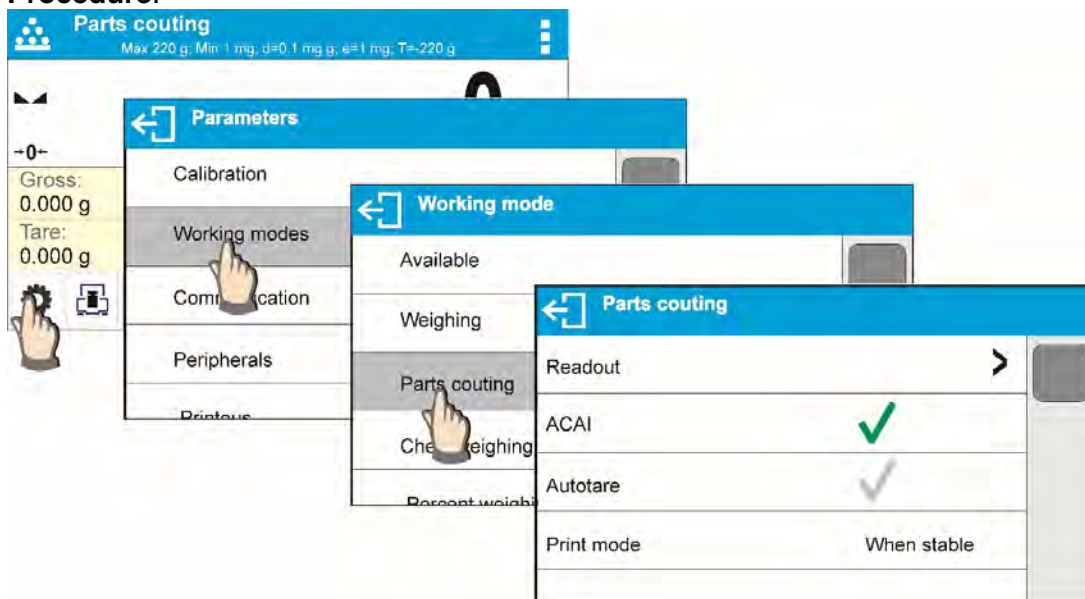 Procedure:
Parts couting
Max 220 g; Min 1 mg; d=0.1 mg g; e=1 mg; T=-220 g
→0←
Gross:
0.000 g
Tare:
0.000 g
Parameters
Calibration
Working modes
Peripherals
Working mode
Available
Weighing
Parts couting
Parts couting
Readout
ACAI
Autotare
Print mode When stable